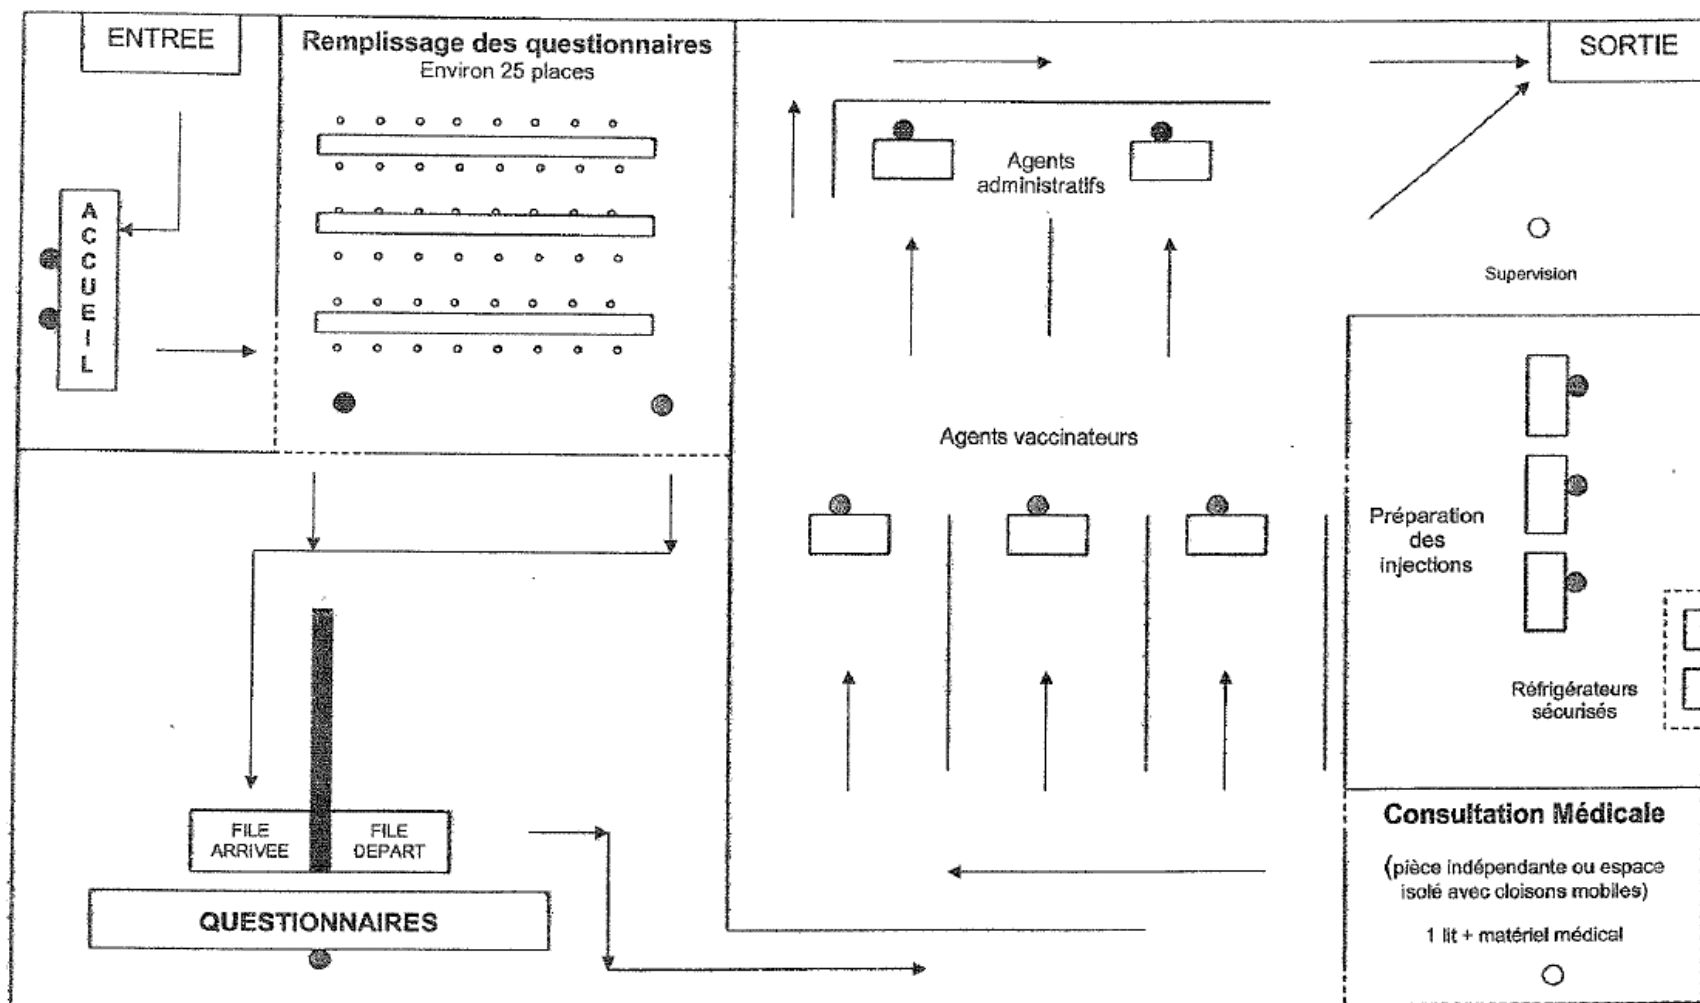 ENTREE
Remplissage des questionnaires
Environ 25 places
SORTIE
ACCUEIL
Agents
administratifs
Supervision
Agents vaccinateurs
Préparation
des
injections
Réfrigérateurs
sécurisés
FILE
ARRIVEE
FILE
DEPART
QUESTIONNAIRES
Consultation Médicale
(pièce indépendante ou espace
isolé avec cloisons mobiles)
1 lit + matériel médical